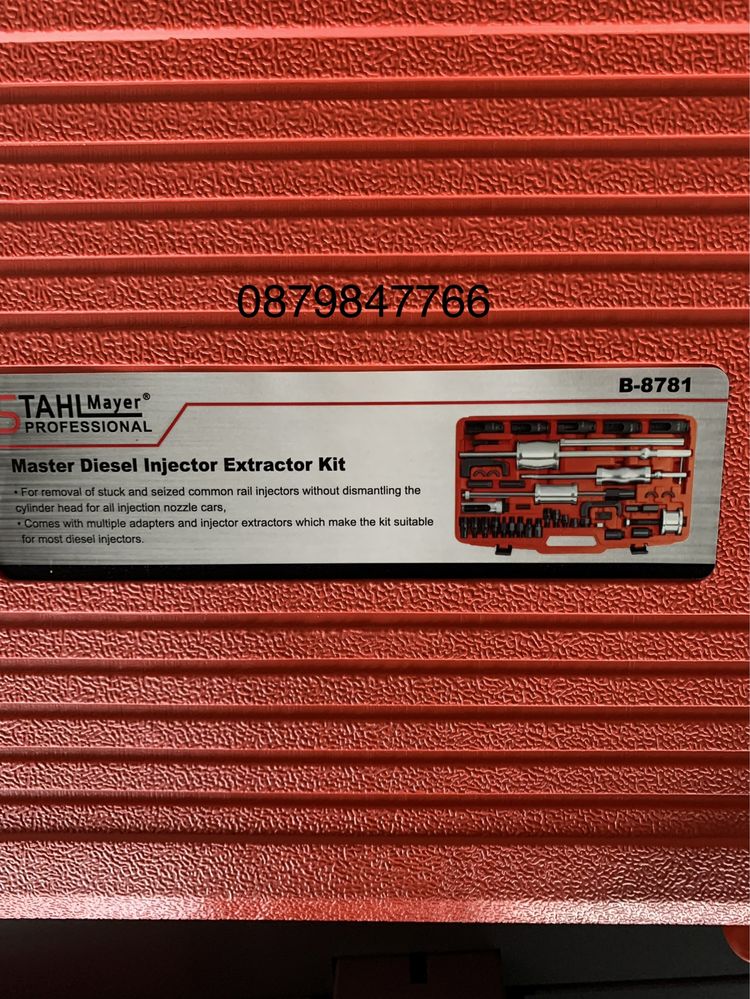 0879847766
B-8781
STAHLMayer®
PROFESSIONAL
Master Diesel Injector Extractor Kit
• For removal of stuck and seized common rail injectors without dismantling the
cylinder head for all injection nozzle cars,
• Comes with multiple adapters and injector extractors which make the kit suitable
for most diesel injectors.